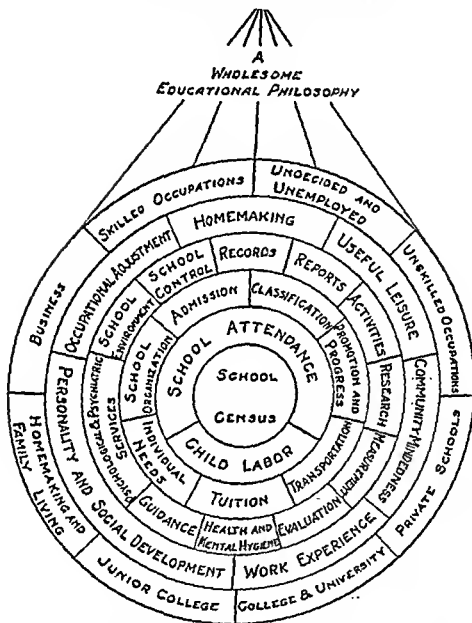 A
WHOLESOME
EDUCATIONAL PHILOSOPHY
SKILLED OCCUPATIONS
UNDECIDED AND
UNEMPLOYED
UNSKILLED OCCUPATIONS
PRIVATE SCHOOLS
COLLEGE & UNIVERSITY
JUNIOR COLLEGE
HOMEMAKING AND
FAMILY LIVING
BUSINESS
OCCUPATIONAL ADJUSTMENT
HOMEMAKING
USEFUL LEISURE
COMMUNITY-MINDEDNESS
WORK EXPERIENCE
PERSONALITY AND SOCIAL DEVELOPMENT
SCHOOL
ENVIRONMENT
SCHOOL
CONTROL
RECORDS
REPORTS
ACTIVITIES
RESEARCH
MEASUREMENT
EVALUATION
HEALTH AND
MENTAL HYGIENE
GUIDANCE
PSYCHOLOGICAL & PSYCHIATRIC
SERVICES
SCHOOL
ORGANIZATION
ADMISSION
CLASSIFICATION
PROMOTION AND
PROGRESS
TRANSPORTATION
TUITION
INDIVIDUAL
NEEDS
SCHOOL ATTENDANCE
CHILD LABOR
SCHOOL
CENSUS